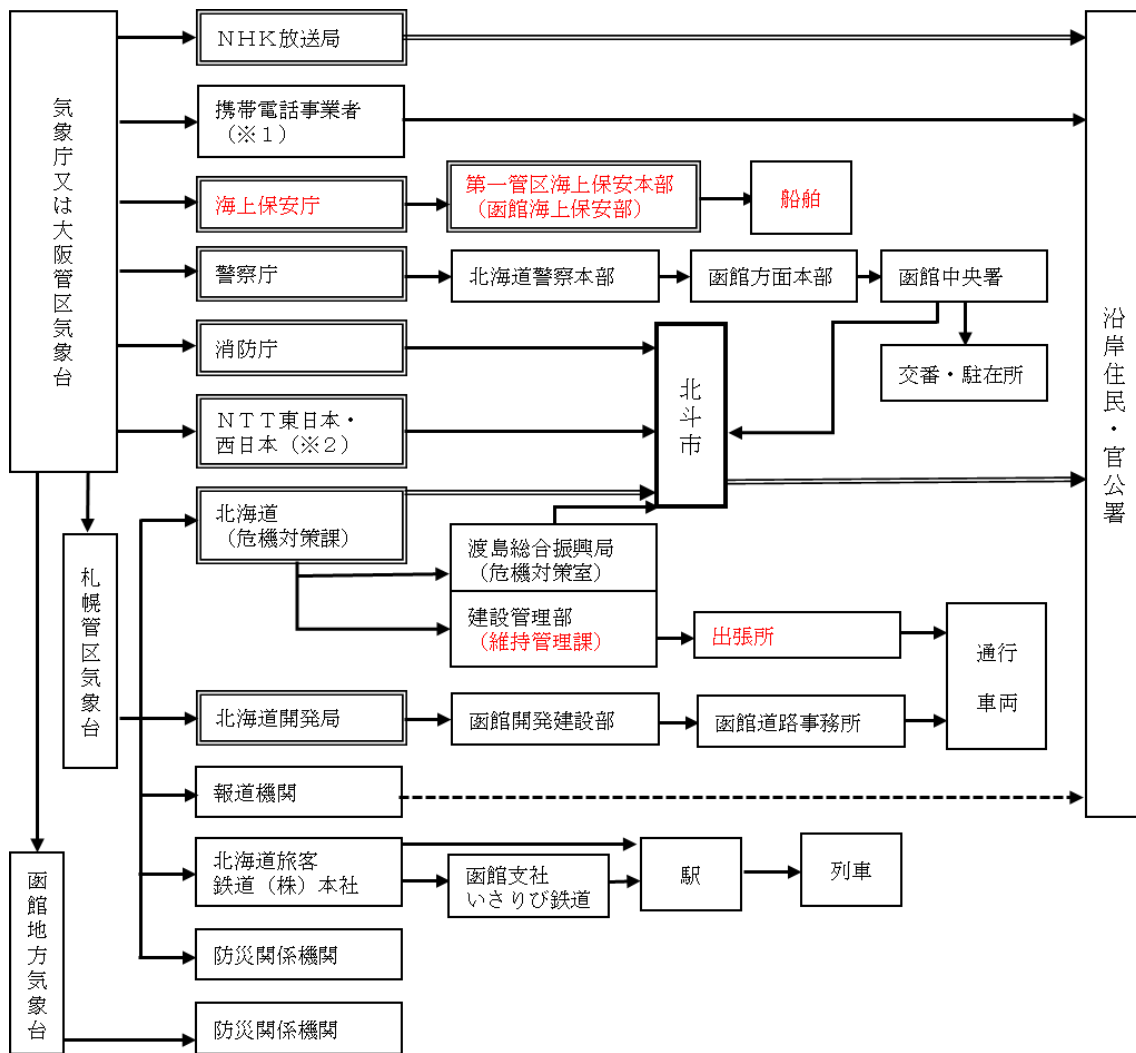 気象庁又は大阪管区気象台
NHK放送局
携帯電話事業者
(※1)
海上保安庁
第一管区海上保安本部
(函館海上保安部)
船舶
警察庁
北海道警察本部
函館方面本部
函館中央署
交番・駐在所
消防庁
北斗市
NTT東日本・
西日本(※2)
沿岸住民・官公署
北海道
(危機対策課)
渡島総合振興局
(危機対策室)
札幌管区気象台
建設管理部
(維持管理課)
出張所
通行
車両
北海道開発局
函館開発建設部
函館道路事務所
報道機関
北海道旅客
鉄道(株)本社
函館支社
いさりび鉄道
駅
列車
函館地方気象台
防災関係機関
防災関係機関